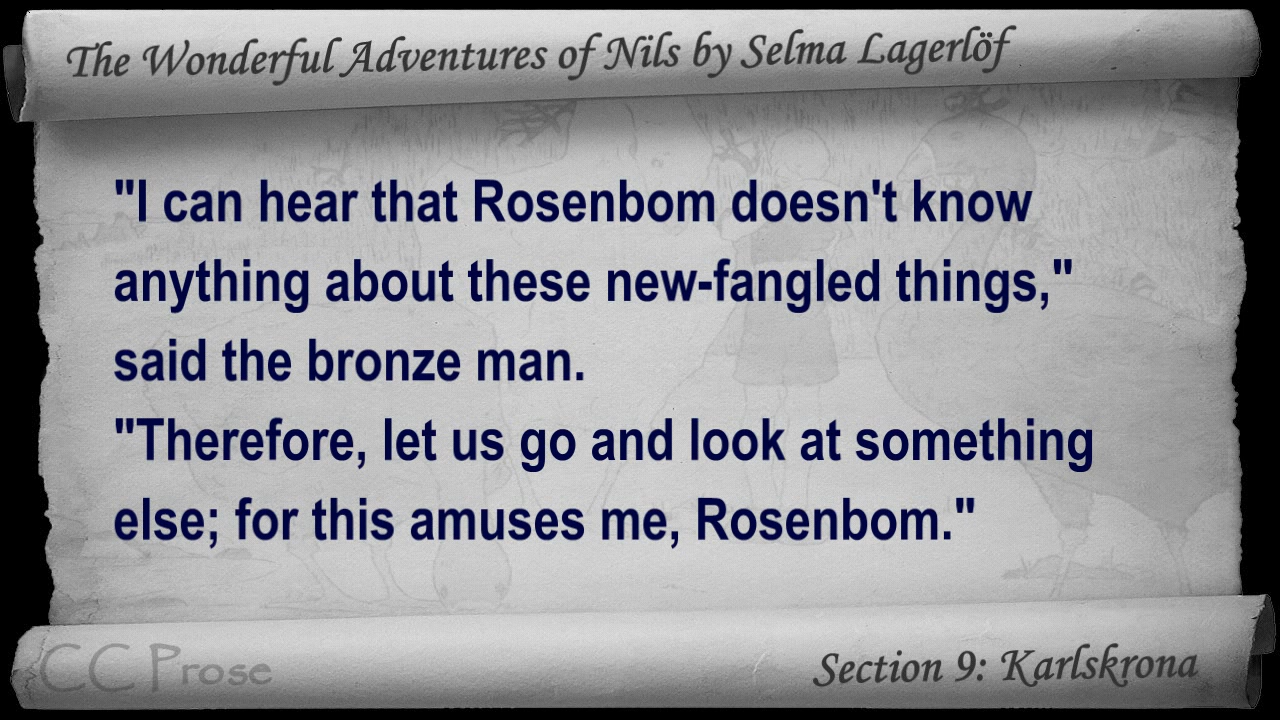 The Wonderful Adventures of Nils by Selma Lagerlöf
"I can hear that Rosenbom doesn't know
anything about these new-fangled things,"
said the bronze man.
"Therefore, let us go and look at something
else; for this amuses me, Rosenbom."
CC Prose
Section 9: Karlskrona